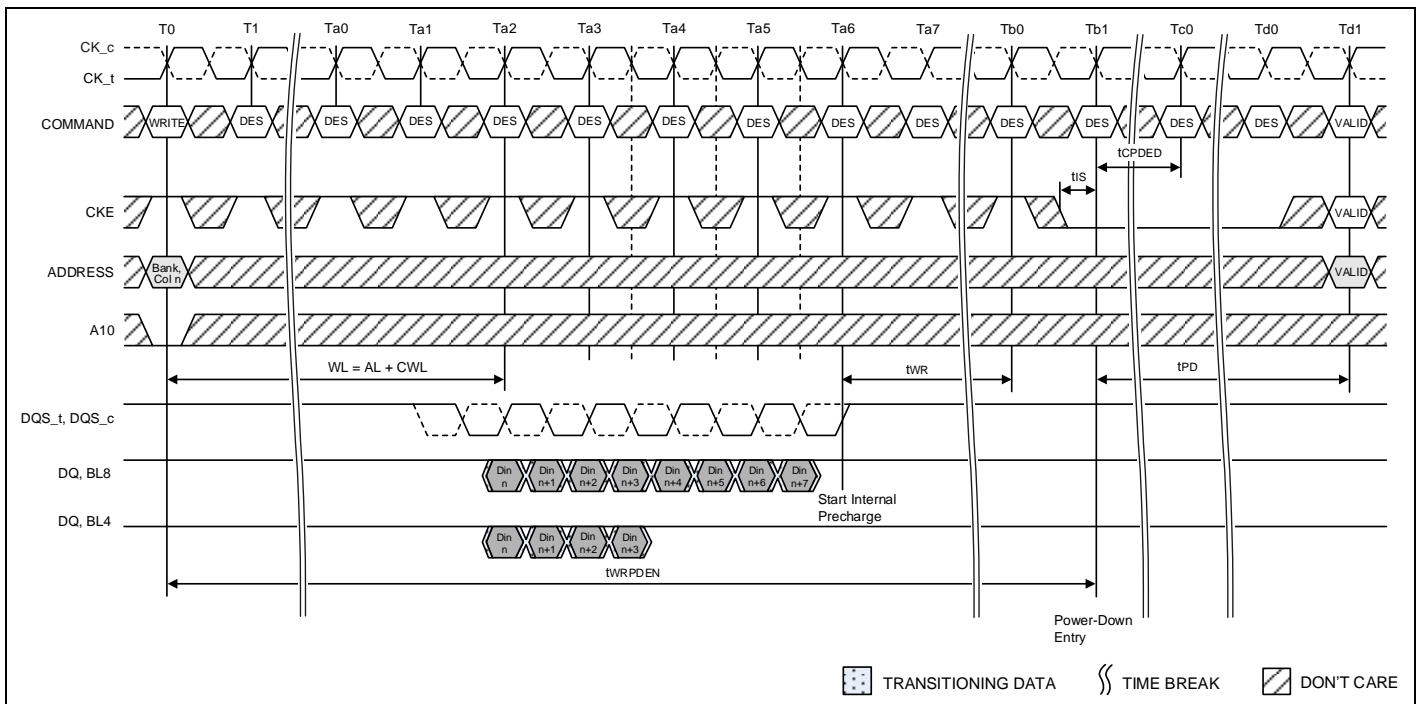 T0 T1 Ta0 Ta1 Ta2 Ta3 Ta4 Ta5 Ta6 Ta7 Tb0 Tb1 Tc0 Td0 Td1
CK_c
CK_t
COMMAND WRITE DES DES DES DES DES DES DES DES DES DES DES DES DES VALID
tCPDED
tIS
CKE VALID
ADDRESS Bank, Col n VALID
A10
WL = AL + CWL tWR tPD
DQS_t, DQS_c
DQ, BL8 Din n Din n+1 Din n+2 Din n+3 Din n+4 Din n+5 Din n+6 Din n+7
Start Internal
Precharge
DQ, BL4 Din n Din n+1 Din n+2 Din n+3
tWRPDEN
Power-Down
Entry
TRANSITIONING DATA TIME BREAK DON'T CARE